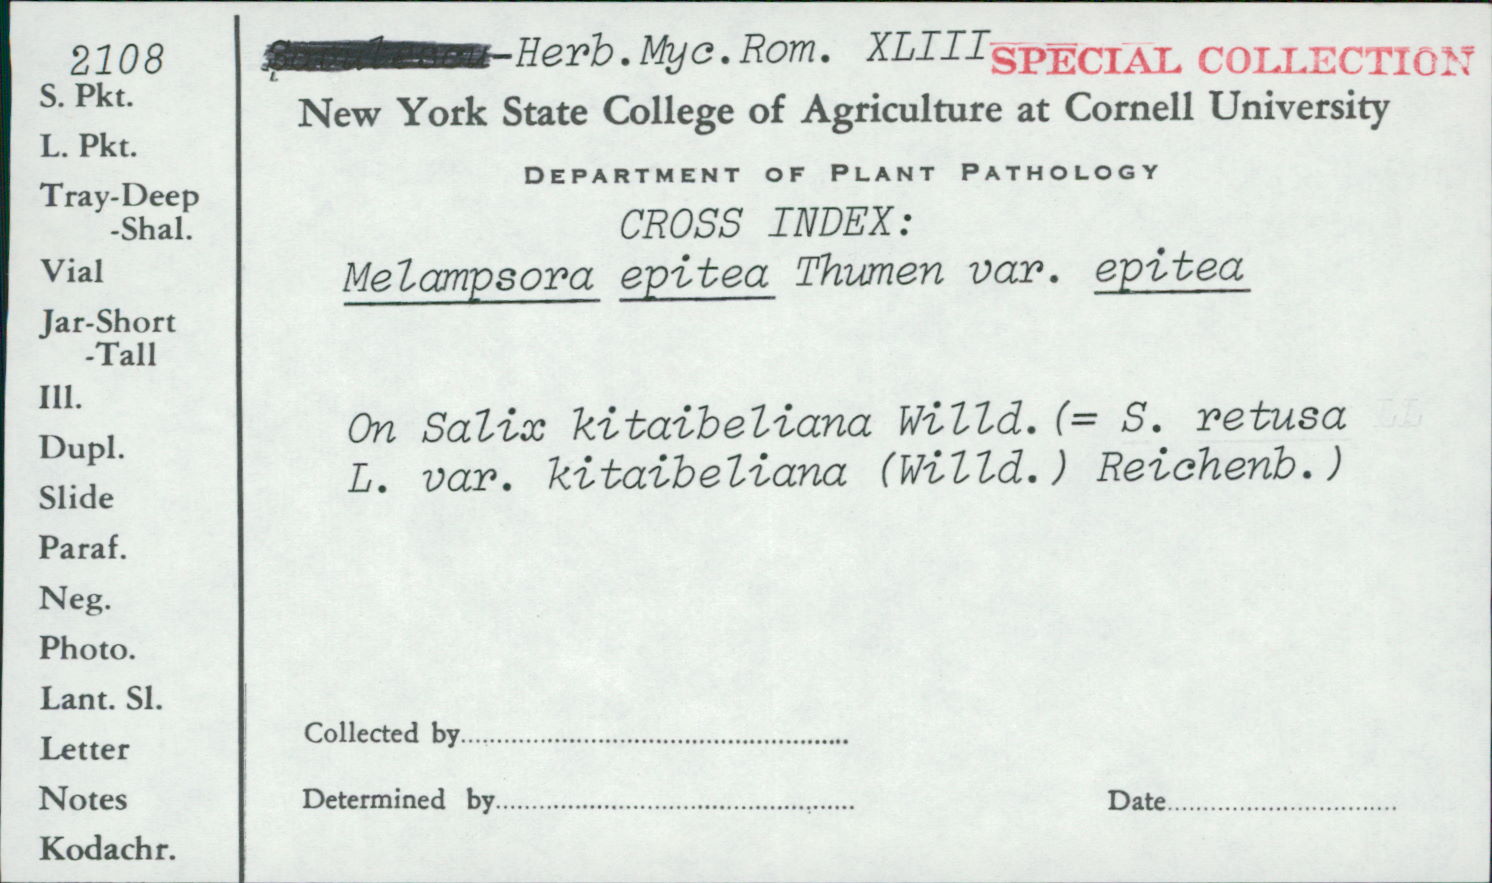 2108
S. Pkt.
L. Pkt.
Tray-Deep
-Shal.
Vial
Jar-Short
-Tall
Ill.
Dupl.
Slide
Paraf.
Neg.
Photo.
Lant. Sl.
Letter
Notes
Kodachr.
-Herb.Myc.Rom. XLIII SPECIAL COLLECTION
New York State College of Agriculture at Cornell University
DEPARTMENT OF PLANT PATHOLOGY
CROSS INDEX:
Melampsora epitea Thumen var. epitea
On Salix kitaibeliana Willd.(= S. retusa
L. var. kitaibeliana (Willd.) Reichenb.)
Collected by
Determined by
Date